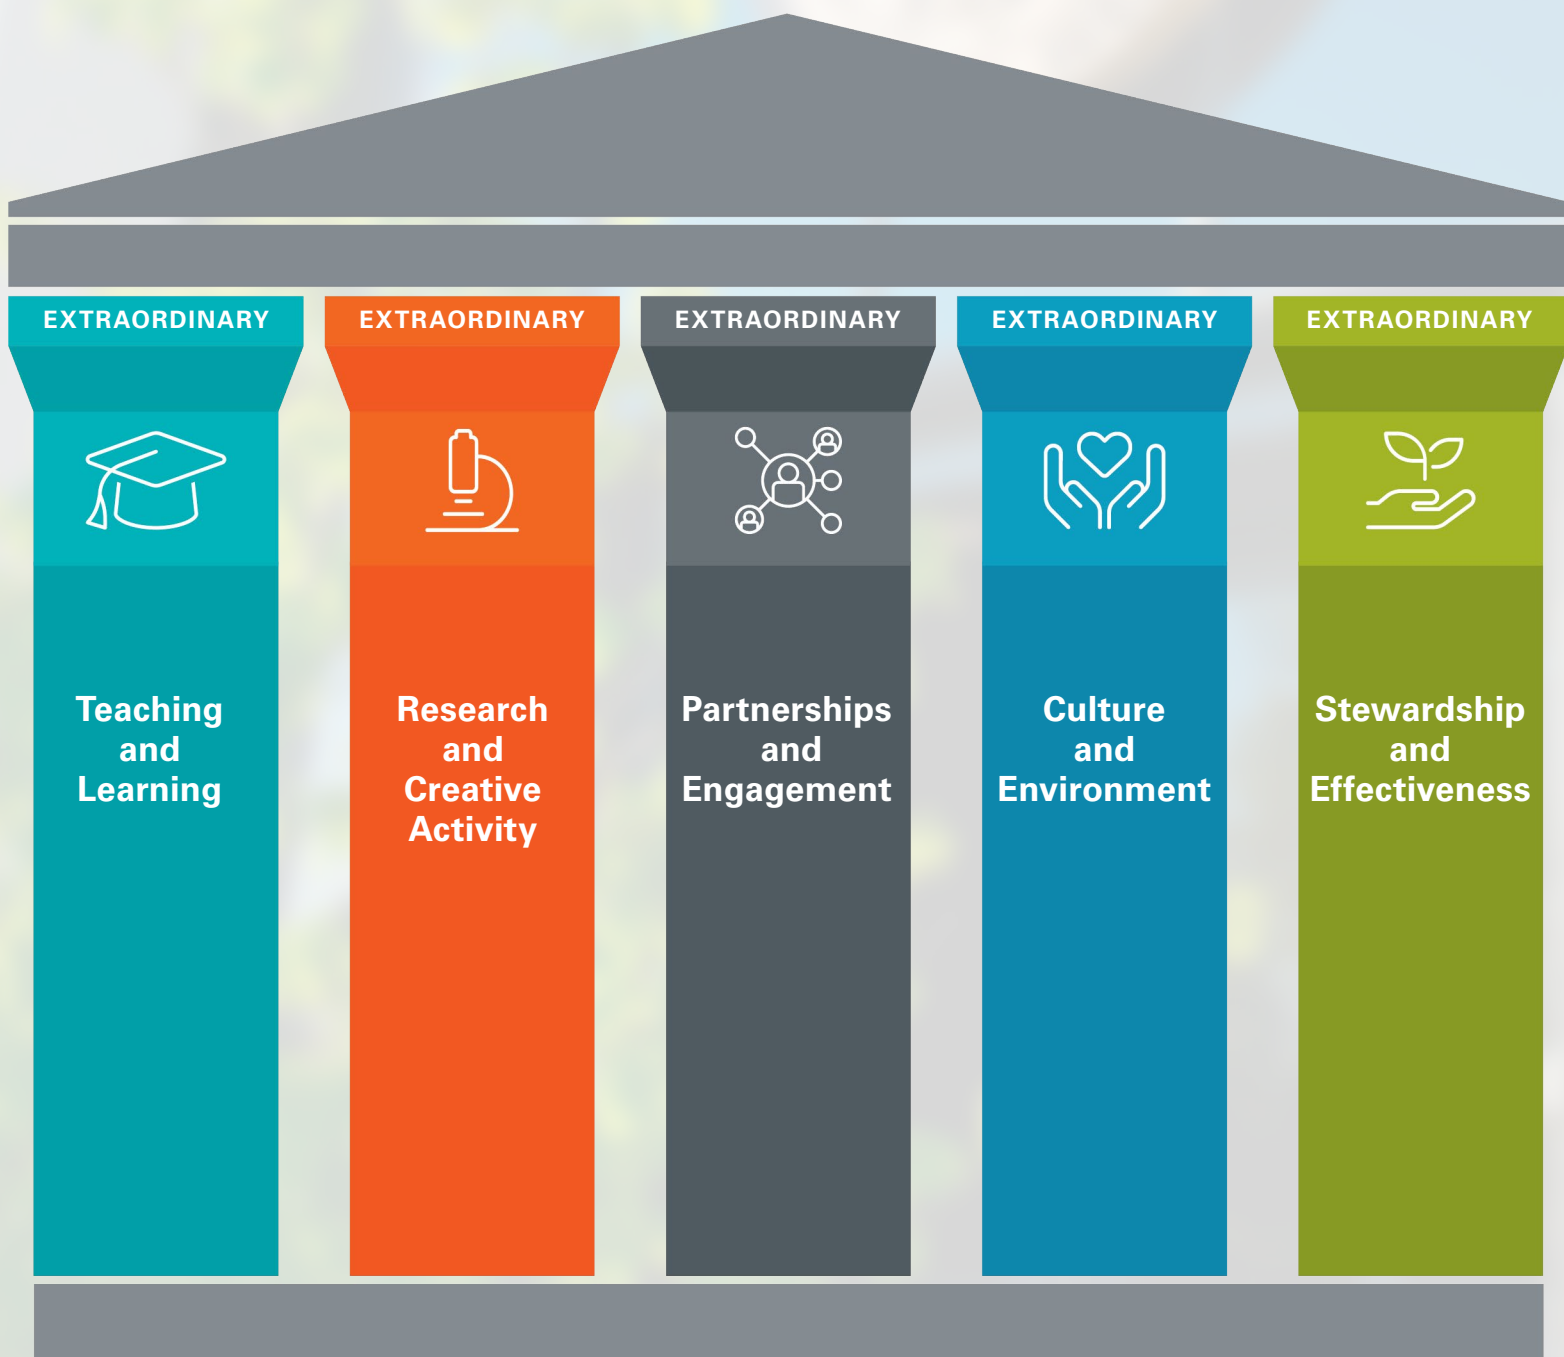 EXTRAORDINARY
Teaching
and
Learning
EXTRAORDINARY
Research
and
Creative
Activity
EXTRAORDINARY
Partnerships
and
Engagement
EXTRAORDINARY
Culture
and
Environment
EXTRAORDINARY
Stewardship
and
Effectiveness